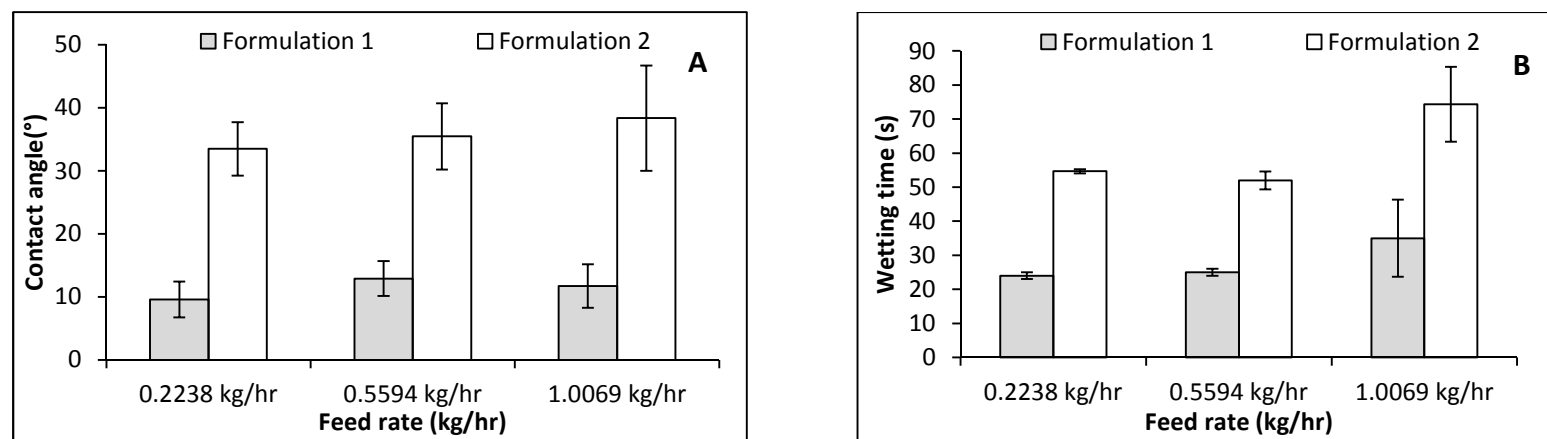 Formulation 1 Formulation 2
A
Contact angle(°)
50
40
30
20
10
0
0.2238 kg/hr 0.5594 kg/hr 1.0069 kg/hr
Feed rate (kg/hr)
Formulation 1 Formulation 2
B
Wetting time (s)
90
80
70
60
50
40
30
20
10
0
0.2238 kg/hr 0.5594 kg/hr 1.0069 kg/hr
Feed rate (kg/hr)